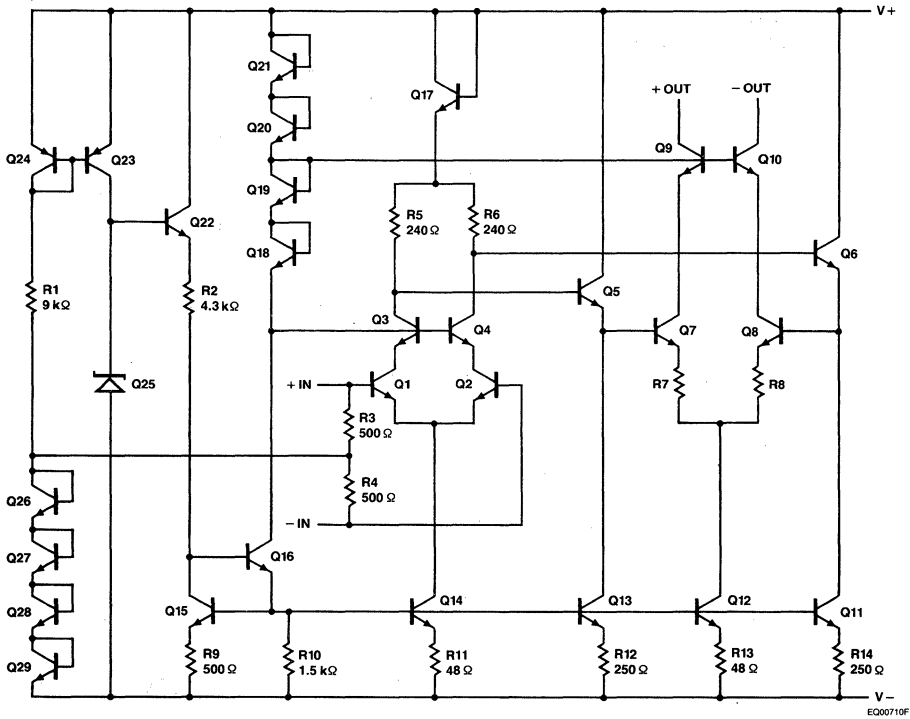 V+
Q21
Q17
+OUT
−OUT
Q20
Q24
Q23
Q9
Q10
Q19
Q22
R5
240 Ω
R6
240 Ω
Q18
Q6
R1
9 kΩ
R2
4.3 kΩ
Q5
Q3
Q4
Q7
Q8
Q25
+ IN
Q1
Q2
R7
R8
R3
500 Ω
R4
500 Ω
Q26
− IN
Q27
Q16
Q28
Q15
Q14
Q13
Q12
Q11
Q29
R9
500 Ω
R10
1.5 kΩ
R11
48 Ω
R12
250 Ω
R13
48 Ω
R14
250 Ω
V−
EQ00710F